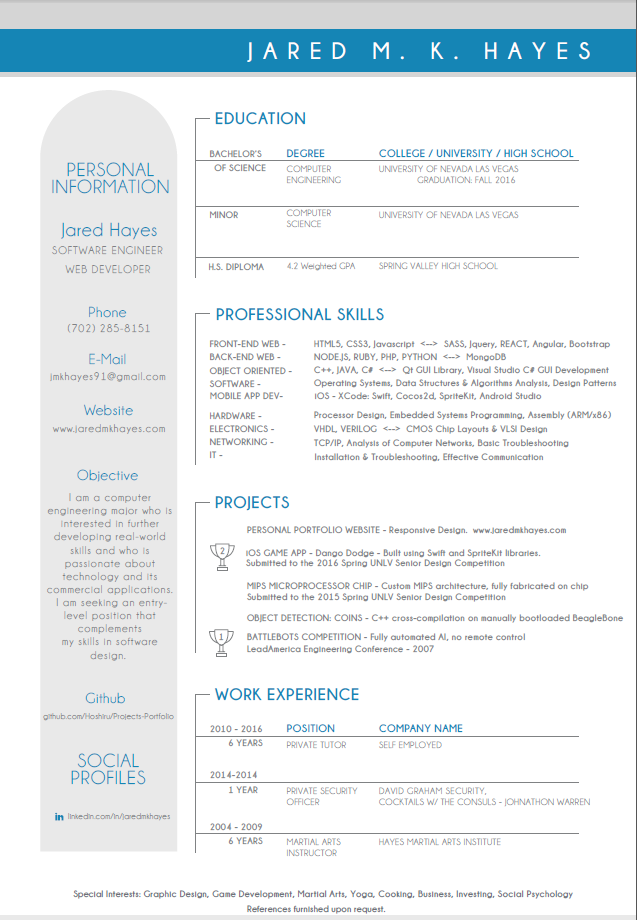 JARED M. K. HAYES
PERSONAL
INFORMATION
Jared Hayes
SOFTWARE ENGINEER
WEB DEVELOPER
Phone
(702) 285-8151
E-Mail
jmkhayes91@gmail.com
Website
www.jaredmkhayes.com
Objective
I am a computer
engineering major who is
interested in further
developing real-world
skills and who is
passionate about
technology and its
commercial applications.
I am seeking an entry-
level position that
complements
my skills in software
design.
Github
github.com/Hoshiru/Projects-Portfolio
SOCIAL
PROFILES
in linkedin.com/in/jaredmkhayes
EDUCATION
BACHELOR'S DEGREE COLLEGE / UNIVERSITY / HIGH SCHOOL
OF SCIENCE COMPUTER UNIVERSITY OF NEVADA LAS VEGAS
ENGINEERING GRADUATION: FALL 2016
MINOR COMPUTER UNIVERSITY OF NEVADA LAS VEGAS
SCIENCE
H.S. DIPLOMA 4.2 Weighted GPA SPRING VALLEY HIGH SCHOOL
PROFESSIONAL SKILLS
FRONT-END WEB - HTML5, CSS3, Javascript <--> SASS, Jquery, REACT, Angular, Bootstrap
BACK-END WEB - NODE.JS, RUBY, PHP, PYTHON <--> MongoDB
OBJECT ORIENTED - C++, JAVA, C# <--> Qt GUI Library, Visual Studio C# GUI Development
SOFTWARE - Operating Systems, Data Structures & Algorithms Analysis, Design Patterns
MOBILE APP DEV- iOS - XCode: Swift, Cocos2d, SpriteKit, Android Studio
HARDWARE - Processor Design, Embedded Systems Programming, Assembly (ARM/x86)
ELECTRONICS - VHDL, VERILOG <--> CMOS Chip Layouts & VLSI Design
NETWORKING - TCP/IP, Analysis of Computer Networks, Basic Troubleshooting
IT - Installation & Troubleshooting, Effective Communication
PROJECTS
PERSONAL PORTFOLIO WEBSITE - Responsive Design. www.jaredmkhayes.com
2 iOS GAME APP - Dango Dodge - Built using Swift and SpriteKit libraries.
Submitted to the 2016 Spring UNLV Senior Design Competition
MIPS MICROPROCESSOR CHIP - Custom MIPS architecture, fully fabricated on chip
Submitted to the 2015 Spring UNLV Senior Design Competition
OBJECT DETECTION: COINS - C++ cross-compilation on manually bootloaded BeagleBone
1 BATTLEBOTS COMPETITION - Fully automated AI, no remote control
LeadAmerica Engineering Conference - 2007
WORK EXPERIENCE
2010 - 2016 POSITION COMPANY NAME
6 YEARS PRIVATE TUTOR SELF EMPLOYED
2014-2014
1 YEAR PRIVATE SECURITY DAVID GRAHAM SECURITY,
OFFICER COCKTAILS W/ THE CONSULS - JOHNATHON WARREN
2004 - 2009
6 YEARS MARTIAL ARTS HAYES MARTIAL ARTS INSTITUTE
INSTRUCTOR
Special Interests: Graphic Design, Game Development, Martial Arts, Yoga, Cooking, Business, Investing, Social Psychology
References furnished upon request.